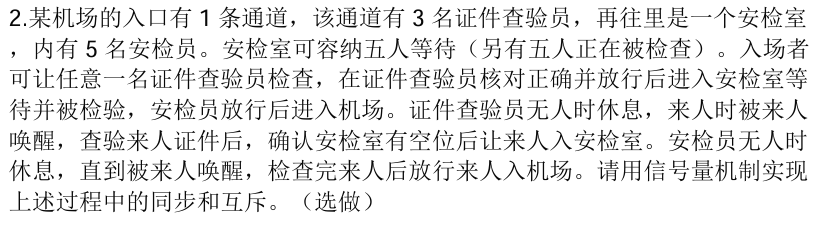 2.某机场的入口有 1 条通道，该通道有 3 名证件查验员，再往里是一个安检室
，内有 5 名安检员。安检室可容纳五人等待（另有五人正在被检查）。入场者
可让任意一名证件查验员检查，在证件查验员核对正确并放行后进入安检室等
待并被检验，安检员放行后进入机场。证件查验员无人时休息，来人时被来人
唤醒，查验来人证件后，确认安检室有空位后让来人入安检室。安检员无人时
休息，直到被来人唤醒，检查完来人后放行来人入机场。请用信号量机制实现
上述过程中的同步和互斥。（选做）